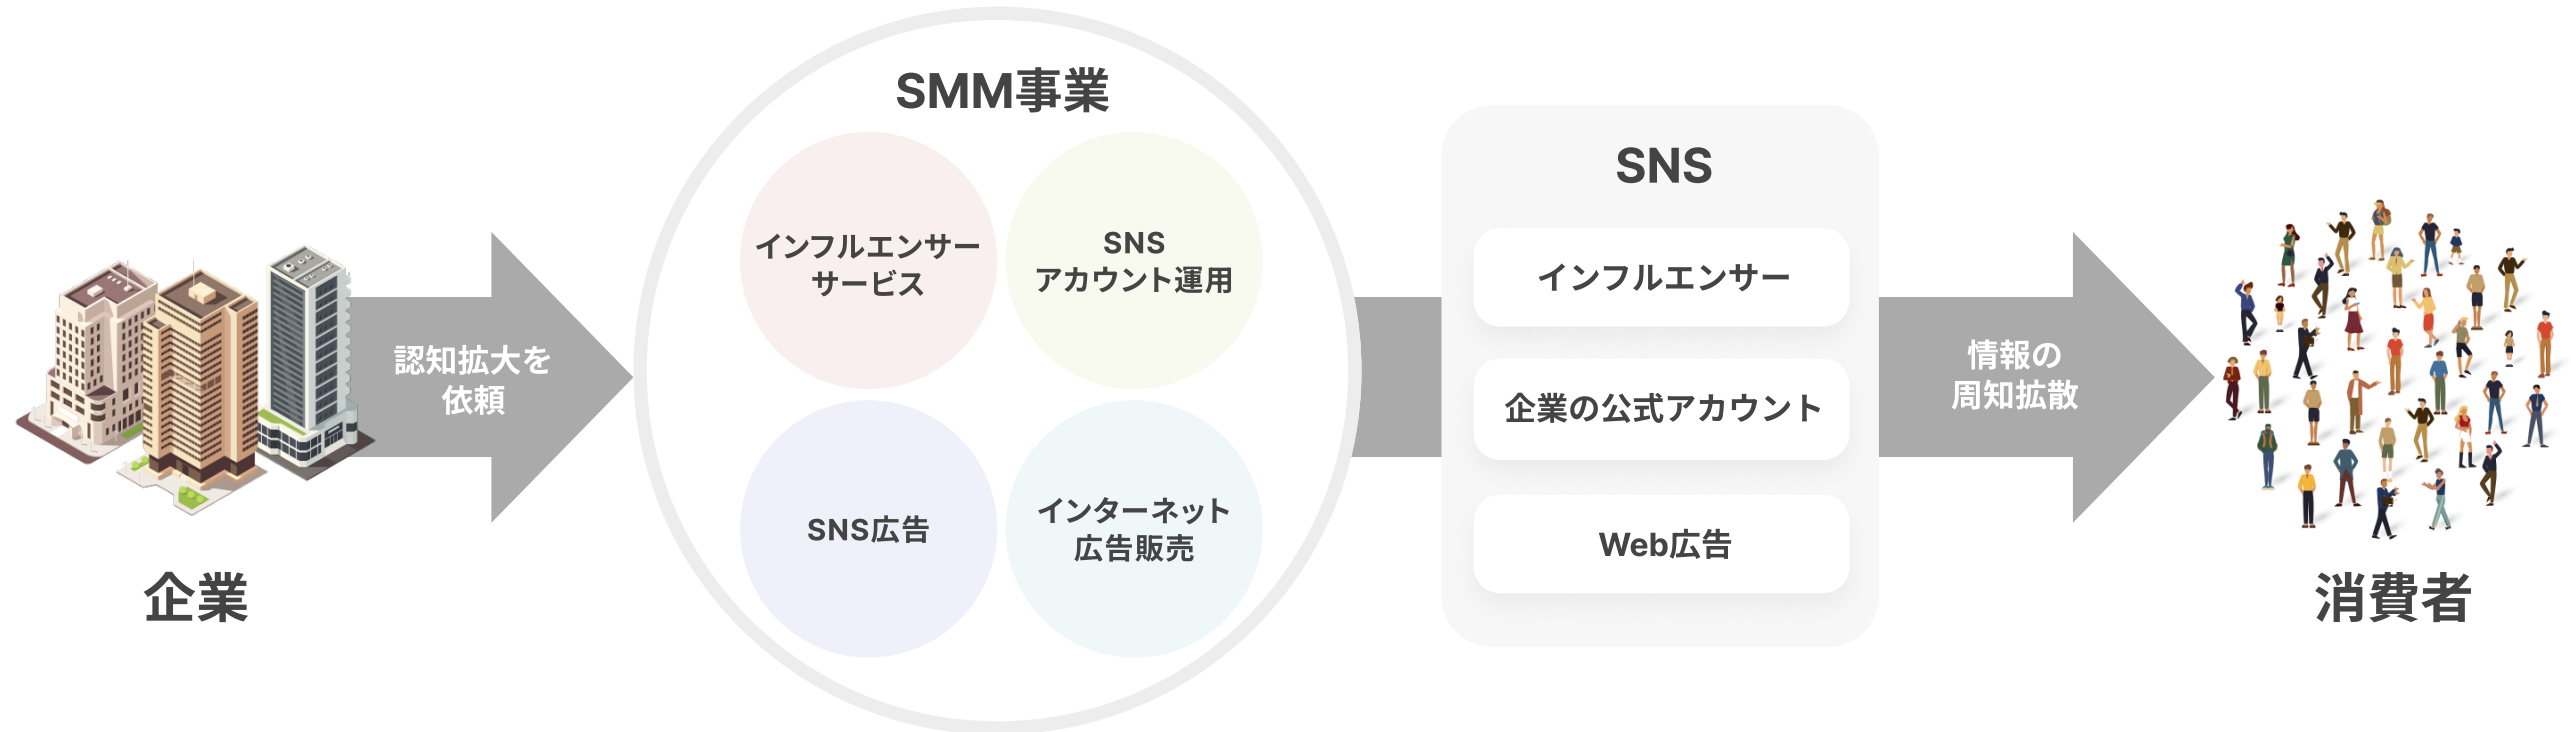 企業
認知拡大を
依頼
SMM事業
インフルエンサー
サービス
SNS
アカウント運用
SNS広告
インターネット
広告販売
SNS
インフルエンサー
企業の公式アカウント
Web広告
情報の
周知拡散
消費者